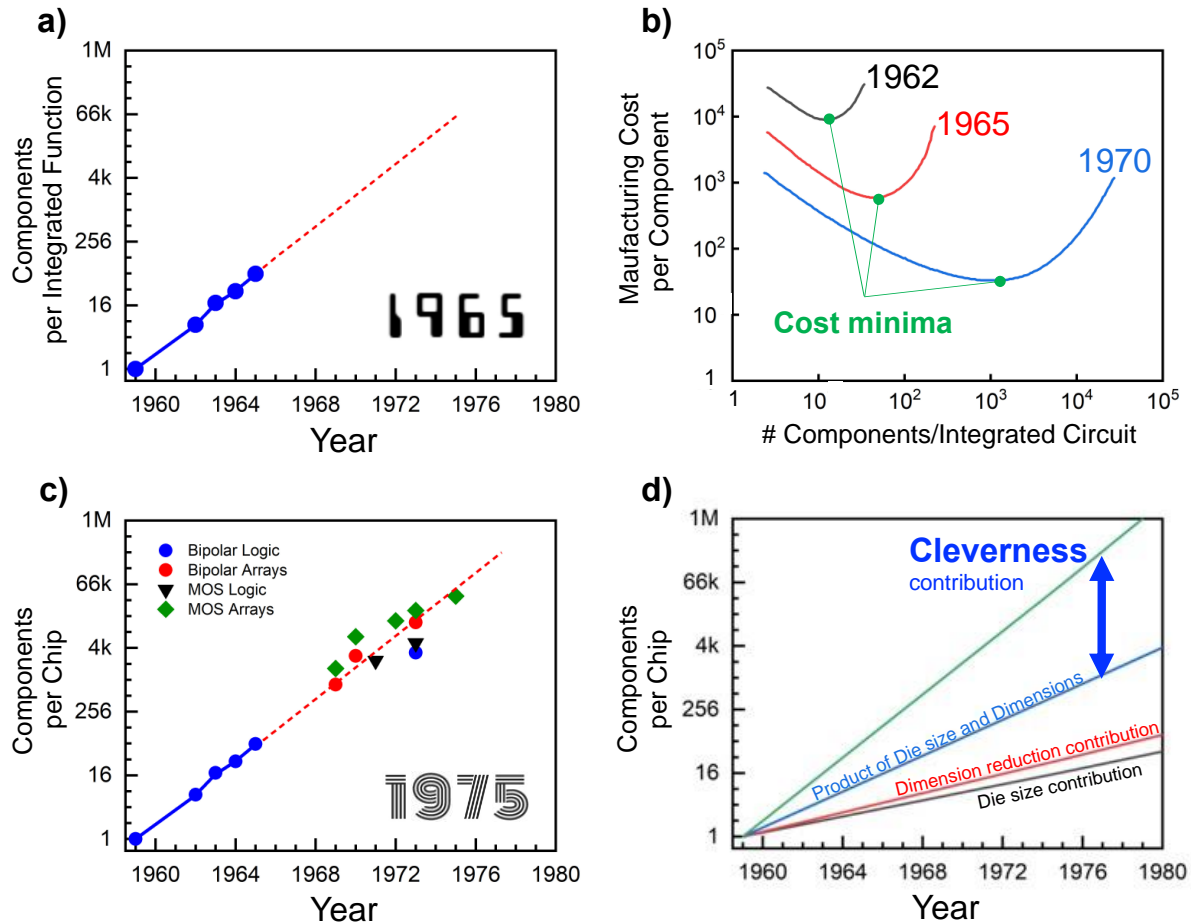 a)
1M
66k
4k
256
16
1
Components
per Integrated Function
1965
1960 1964 1968 1972 1976 1980
Year
b)
10^5
10^4
10^3
10^2
10
1
Maufacturing Cost
per Component
1962
1965
1970
Cost minima
1 10 10^2 10^3 10^4 10^5
# Components/Integrated Circuit
c)
1M
66k
4k
256
16
1
Components
per Chip
Bipolar Logic
Bipolar Arrays
MOS Logic
MOS Arrays
1975
1960 1964 1968 1972 1976 1980
Year
d)
1M
66k
4k
256
16
1
Components
per Chip
Cleverness
contribution
Product of Die size and Dimensions
Dimension reduction contribution
Die size contribution
1960 1964 1968 1972 1976 1980
Year